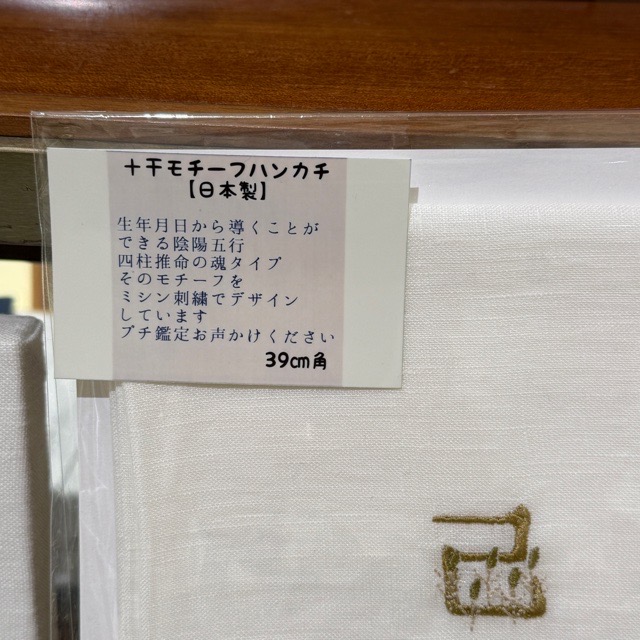 十干モチーフハンカチ
【日本製】
生年月日から導くことが
できる陰陽五行
四柱推命の魂タイプ
そのモチーフを
ミシン刺繍でデザイン
しています
プチ鑑定お声かけください
39㎝角